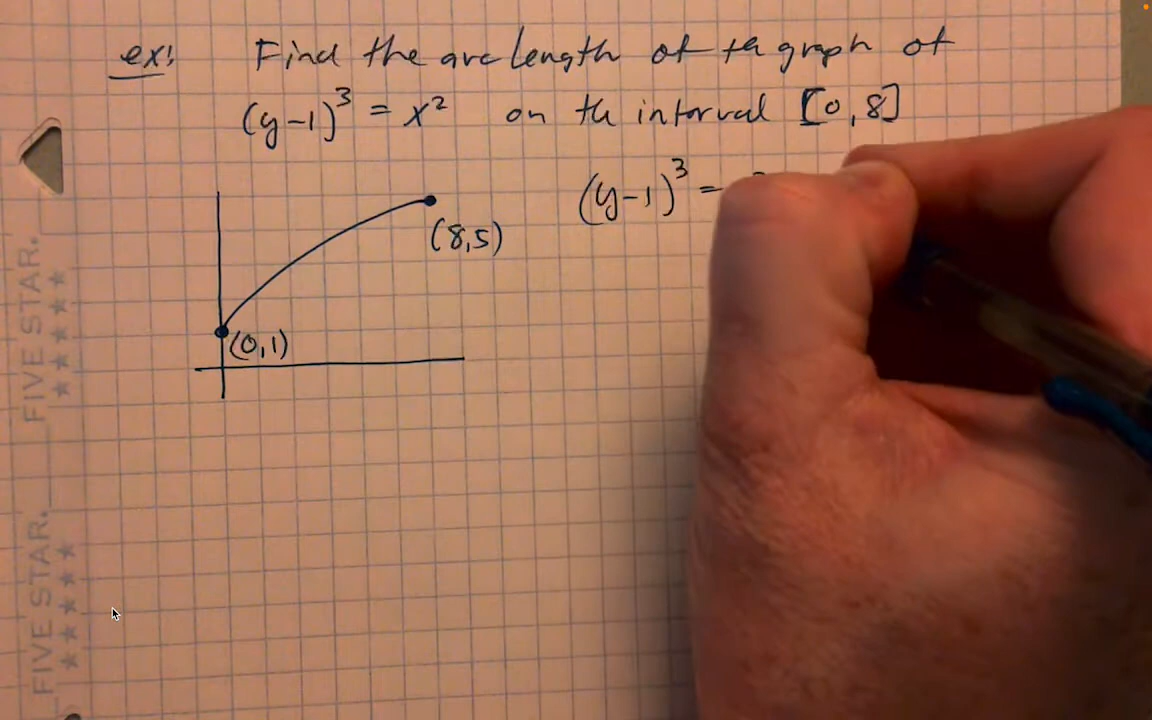 ex: Find the arc length of the graph of
(y-1)³ = x² on the interval [0,8]
(y-1)³ =
(8,5)
(0,1)
FIVE STAR.
FIVE STAR.